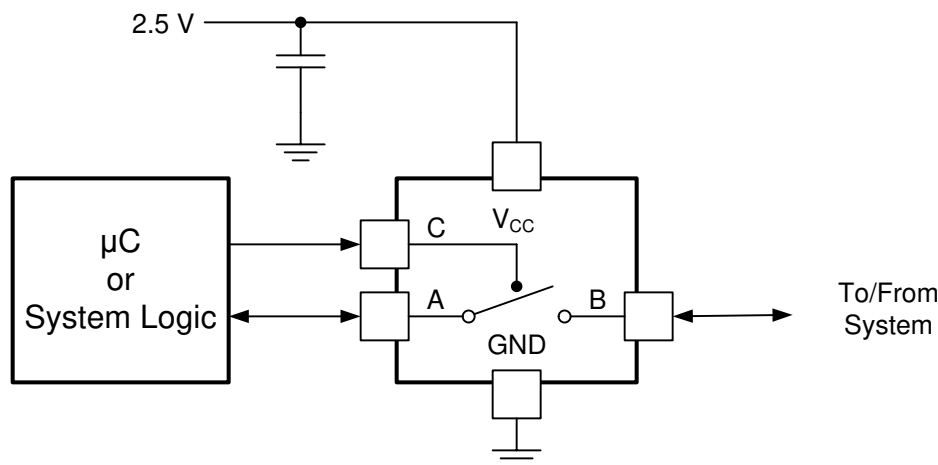 2.5 V
V_CC
C
µC
or
System Logic
A
B
GND
To/From
System